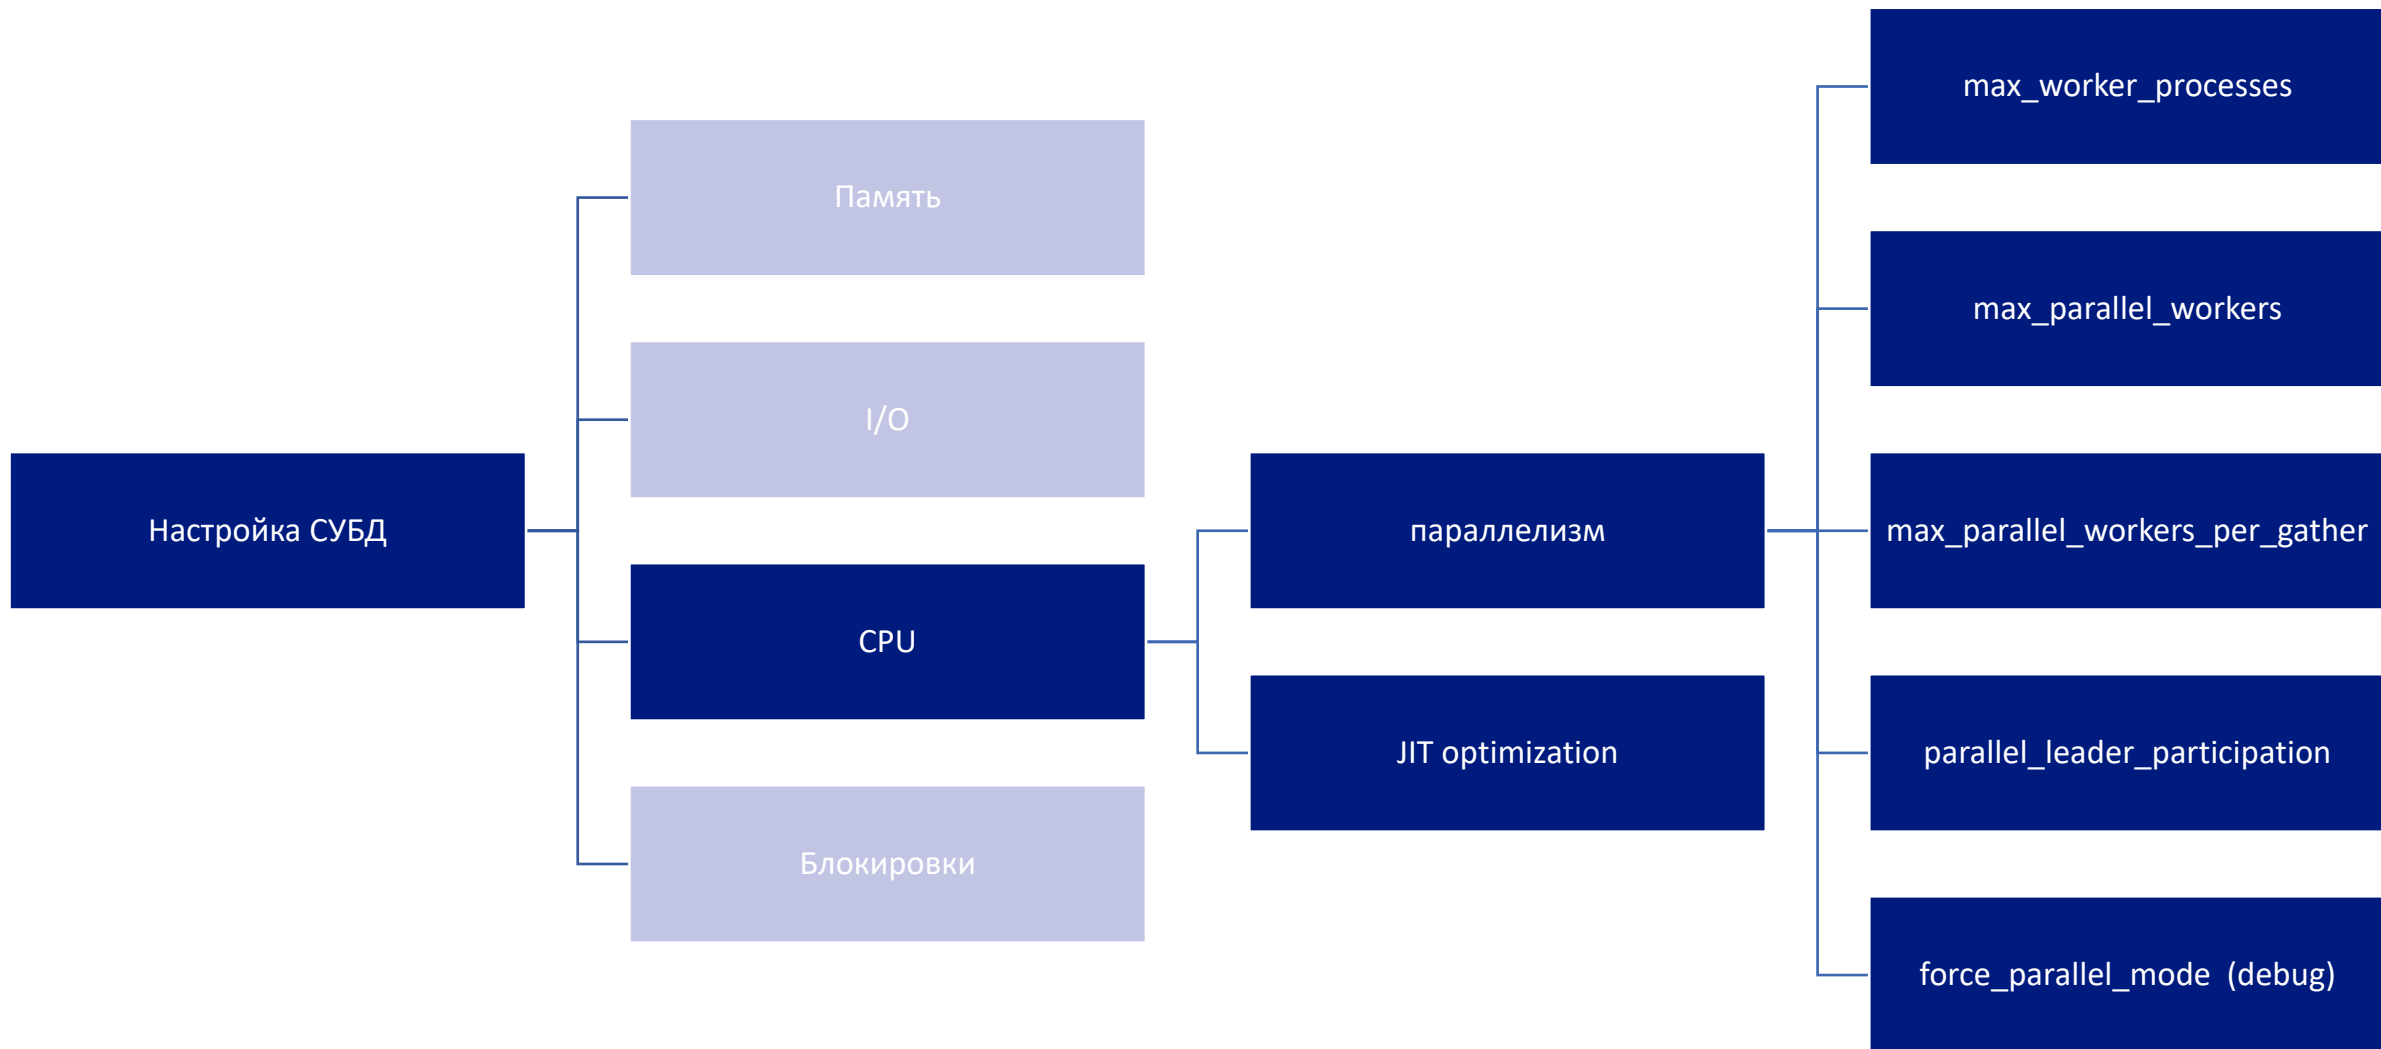 Настройка СУБД
Память
I/O
CPU
Блокировки
параллелизм
JIT optimization
max_worker_processes
max_parallel_workers
max_parallel_workers_per_gather
parallel_leader_participation
force_parallel_mode (debug)